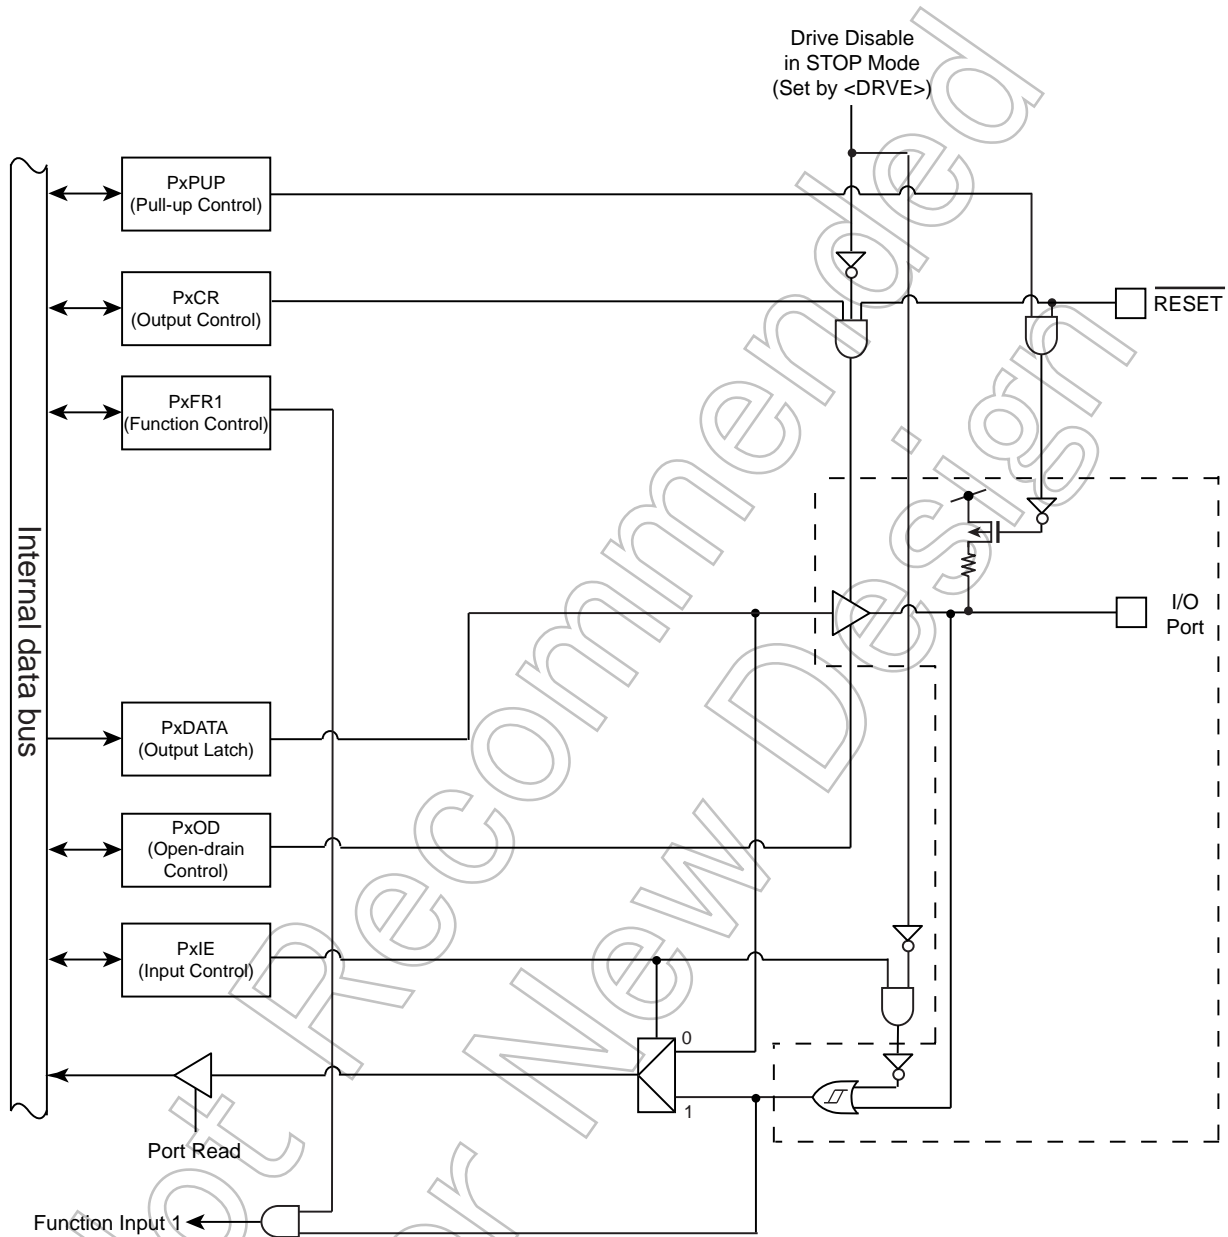 Drive Disable
in STOP Mode
(Set by <DRVE>)
PxPUP
(Pull-up Control)
PxCR
(Output Control)
RESET
PxFR1
(Function Control)
Internal data bus
I/O
Port
PxDATA
(Output Latch)
PxOD
(Open-drain
Control)
PxIE
(Input Control)
0
1
Port Read
Function Input 1
Not Recommended
for New Design